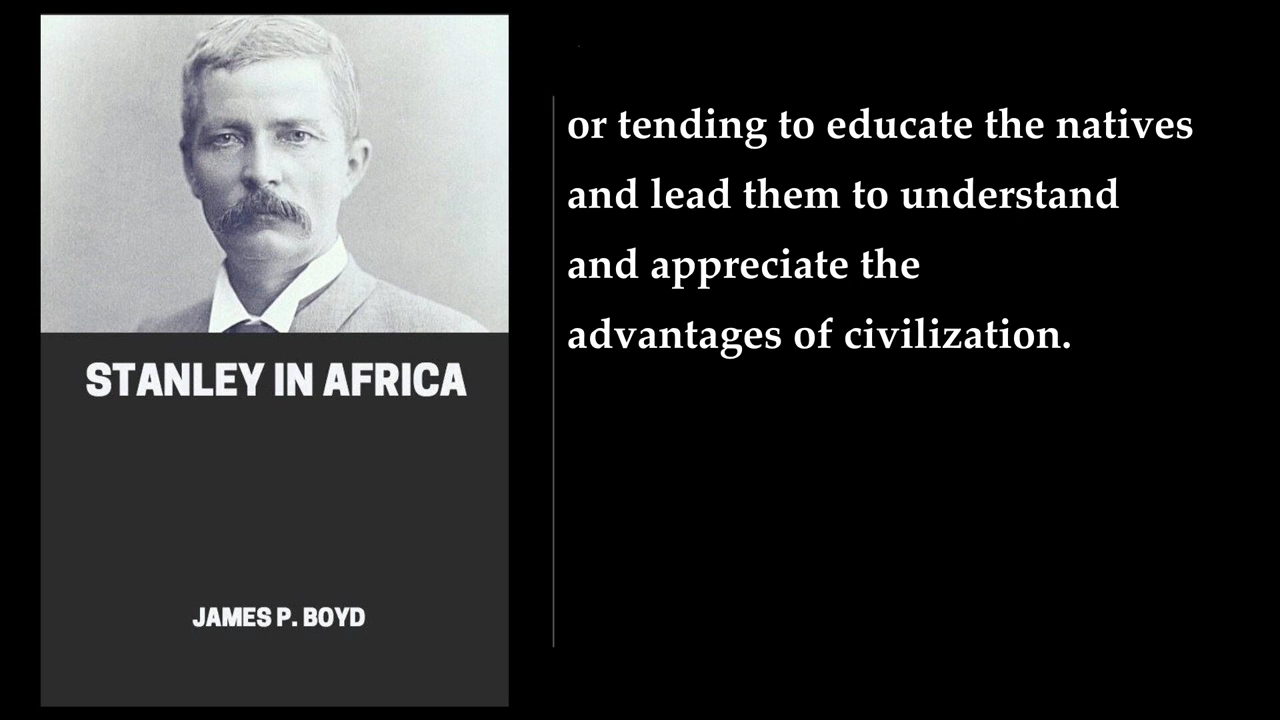 STANLEY IN AFRICA
JAMES P. BOYD
or tending to educate the natives
and lead them to understand
and appreciate the
advantages of civilization.